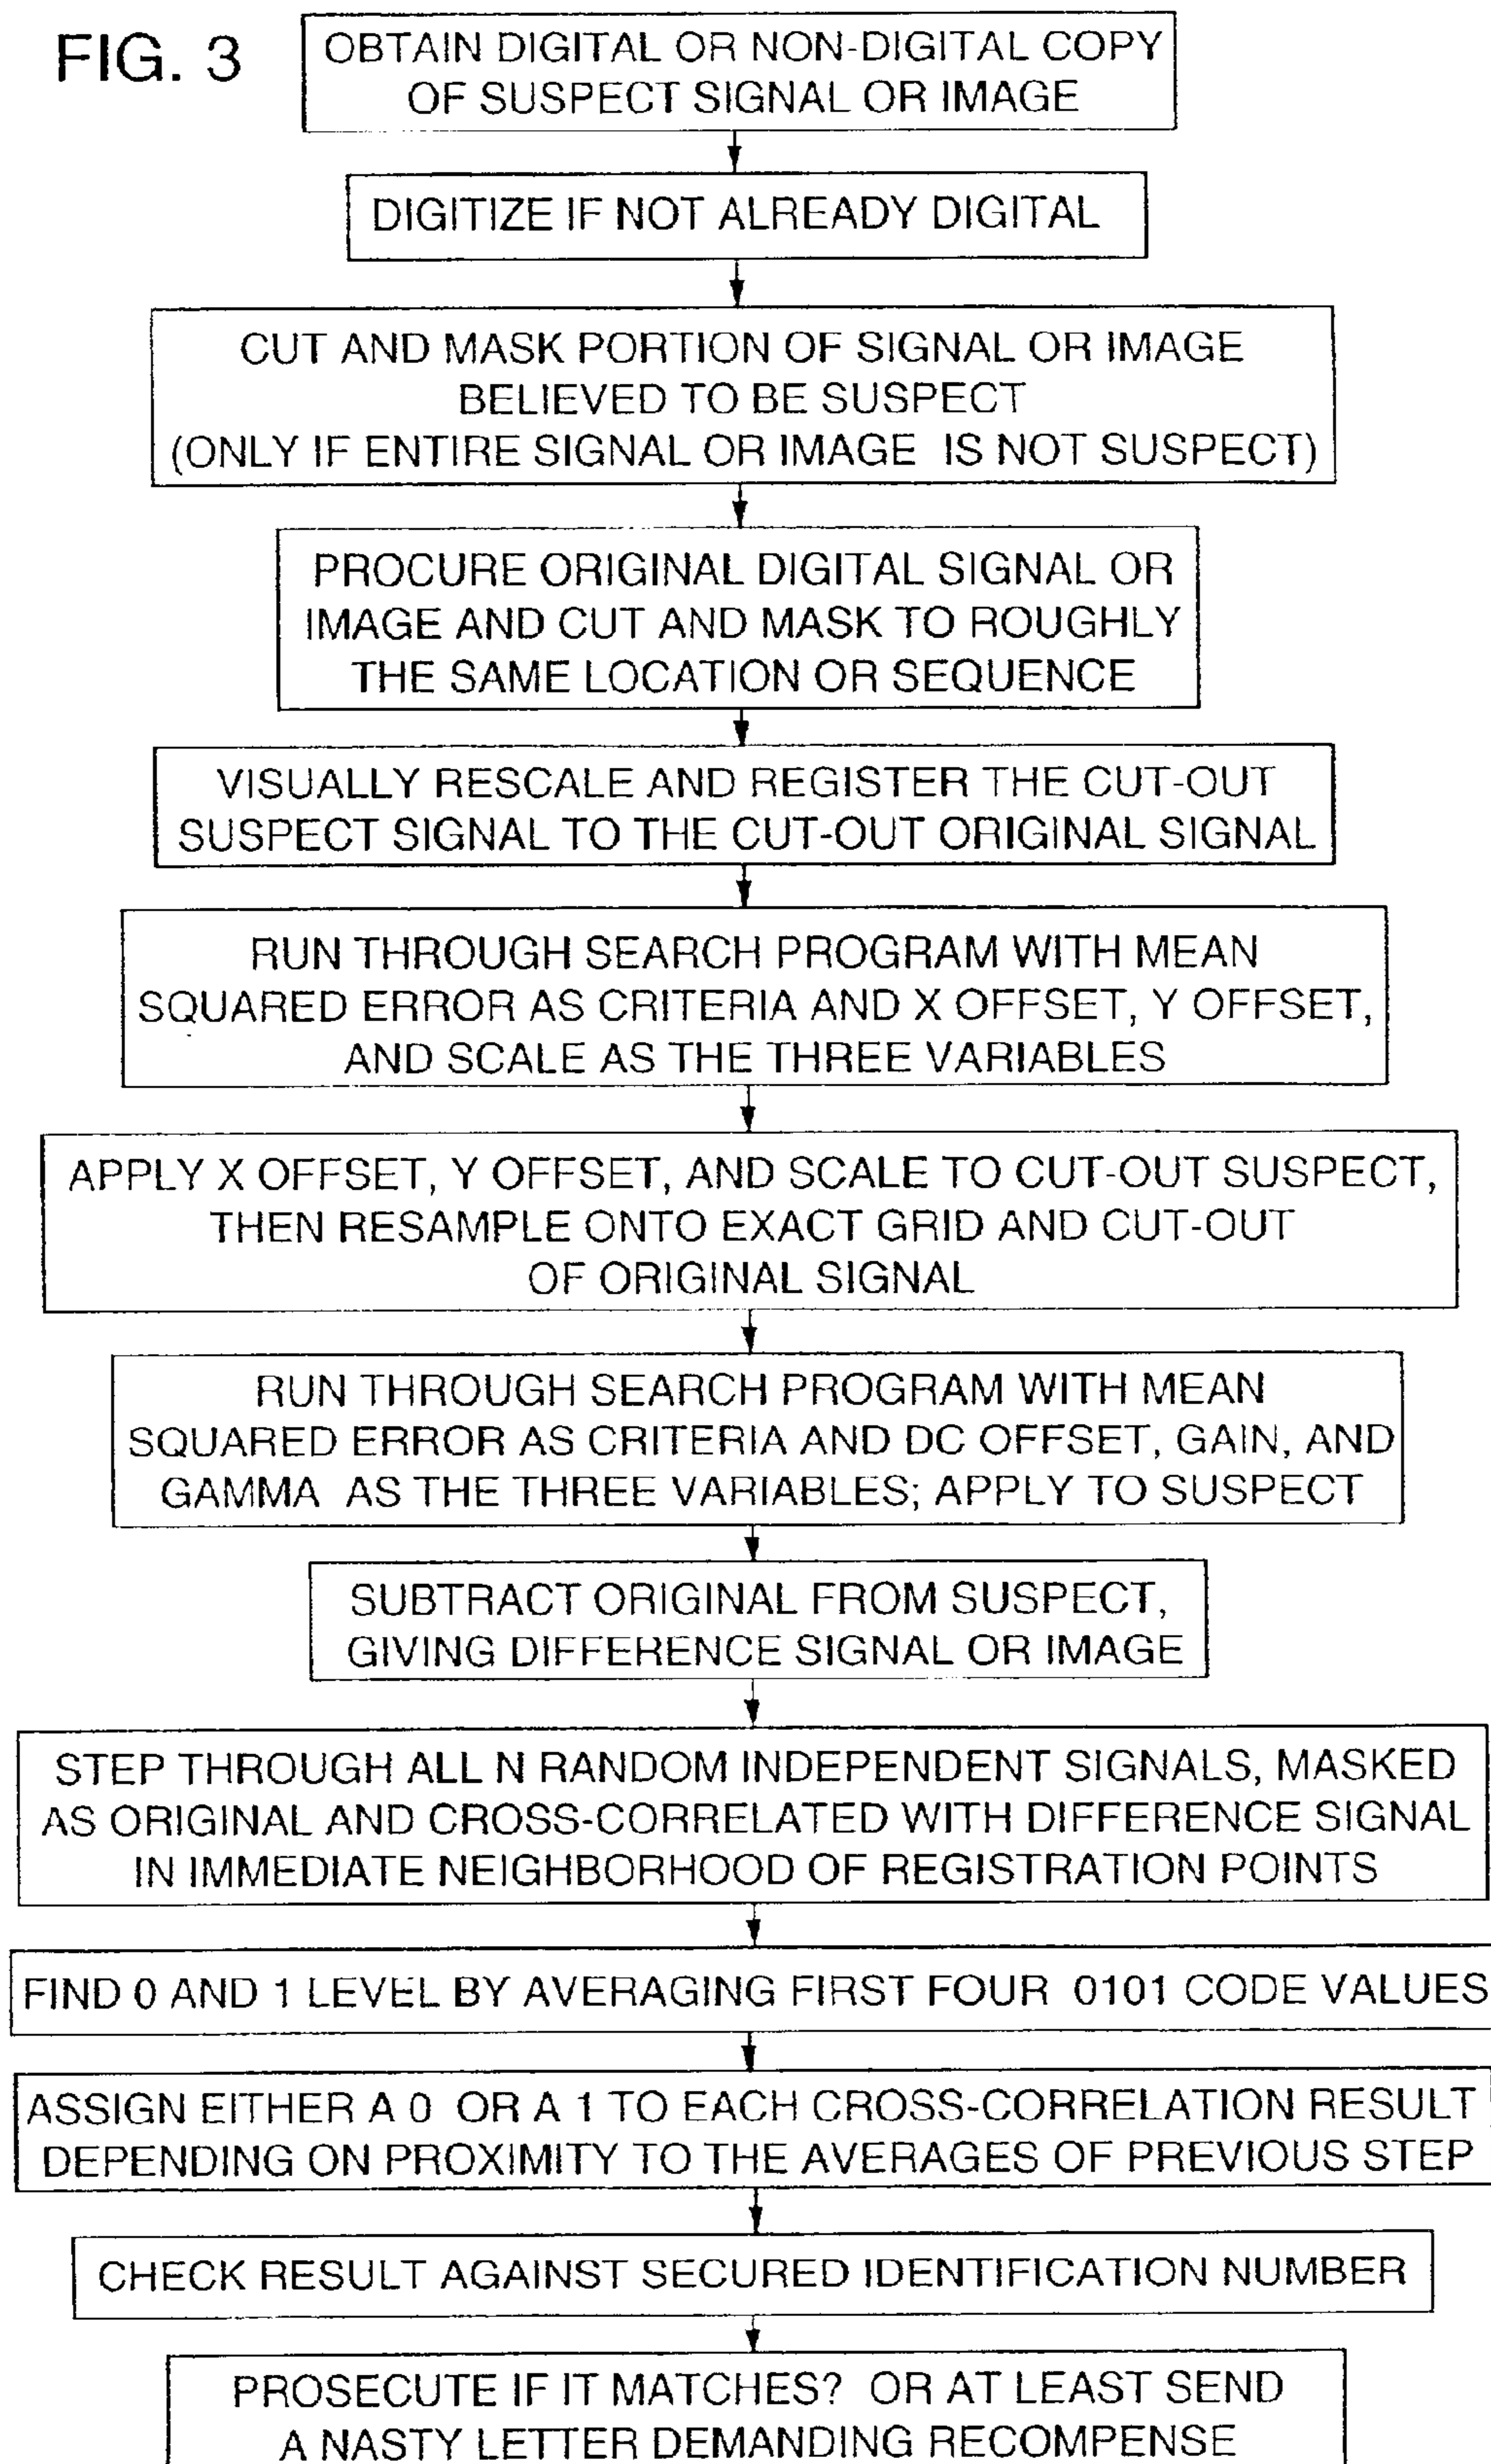 FIG. 3
OBTAIN DIGITAL OR NON-DIGITAL COPY
OF SUSPECT SIGNAL OR IMAGE
DIGITIZE IF NOT ALREADY DIGITAL
CUT AND MASK PORTION OF SIGNAL OR IMAGE
BELIEVED TO BE SUSPECT
(ONLY IF ENTIRE SIGNAL OR IMAGE IS NOT SUSPECT)
PROCURE ORIGINAL DIGITAL SIGNAL OR
IMAGE AND CUT AND MASK TO ROUGHLY
THE SAME LOCATION OR SEQUENCE
VISUALLY RESCALE AND REGISTER THE CUT-OUT
SUSPECT SIGNAL TO THE CUT-OUT ORIGINAL SIGNAL
RUN THROUGH SEARCH PROGRAM WITH MEAN
SQUARED ERROR AS CRITERIA AND X OFFSET, Y OFFSET,
AND SCALE AS THE THREE VARIABLES
APPLY X OFFSET, Y OFFSET, AND SCALE TO CUT-OUT SUSPECT,
THEN RESAMPLE ONTO EXACT GRID AND CUT-OUT
OF ORIGINAL SIGNAL
RUN THROUGH SEARCH PROGRAM WITH MEAN
SQUARED ERROR AS CRITERIA AND DC OFFSET, GAIN, AND
GAMMA AS THE THREE VARIABLES; APPLY TO SUSPECT
SUBTRACT ORIGINAL FROM SUSPECT,
GIVING DIFFERENCE SIGNAL OR IMAGE
STEP THROUGH ALL N RANDOM INDEPENDENT SIGNALS, MASKED
AS ORIGINAL AND CROSS-CORRELATED WITH DIFFERENCE SIGNAL
IN IMMEDIATE NEIGHBORHOOD OF REGISTRATION POINTS
FIND 0 AND 1 LEVEL BY AVERAGING FIRST FOUR 0101 CODE VALUES
ASSIGN EITHER A 0 OR A 1 TO EACH CROSS-CORRELATION RESULT
DEPENDING ON PROXIMITY TO THE AVERAGES OF PREVIOUS STEP
CHECK RESULT AGAINST SECURED IDENTIFICATION NUMBER
PROSECUTE IF IT MATCHES? OR AT LEAST SEND
A NASTY LETTER DEMANDING RECOMPENSE